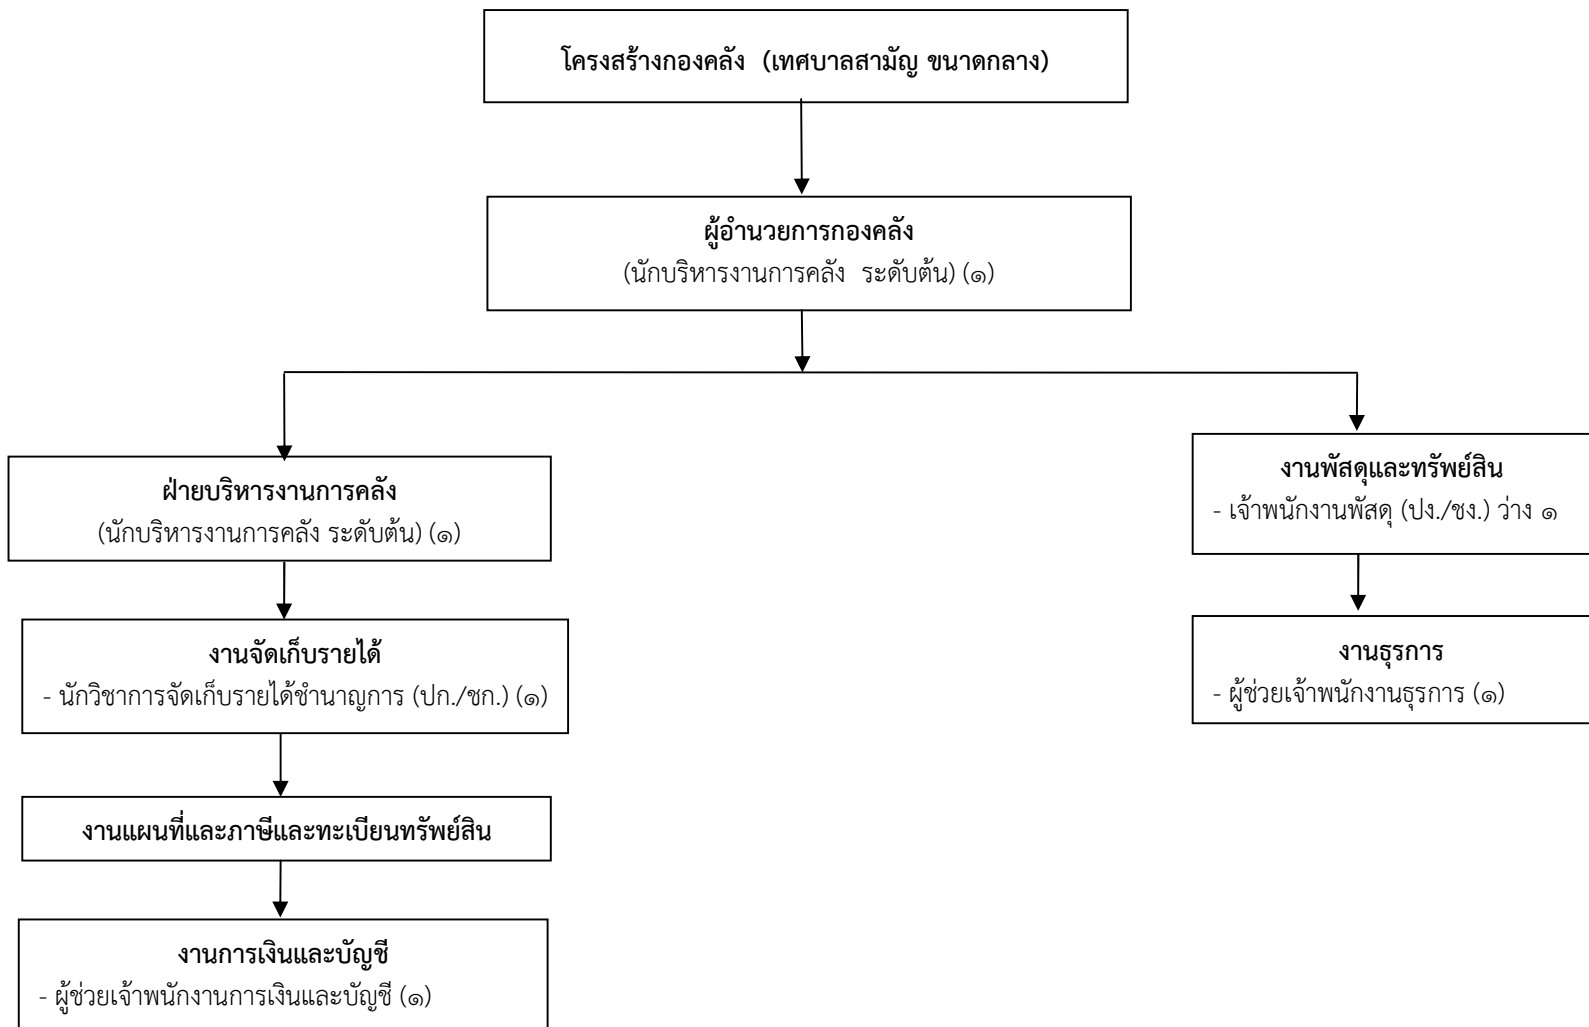 โครงสร้างกองคลัง (เทศบาลสามัญ ขนาดกลาง)
ผู้อำนวยการกองคลัง
(นักบริหารงานการคลัง ระดับต้น) (๑)
ฝ่ายบริหารงานการคลัง
(นักบริหารงานการคลัง ระดับต้น) (๑)
งานจัดเก็บรายได้
- นักวิชาการจัดเก็บรายได้ชำนาญการ (ปก./ชก.) (๑)
งานแผนที่และภาษีและทะเบียนทรัพย์สิน
งานการเงินและบัญชี
- ผู้ช่วยเจ้าพนักงานการเงินและบัญชี (๑)
งานพัสดุและทรัพย์สิน
- เจ้าพนักงานพัสดุ (ปง./ชง.) ว่าง ๑
งานธุรการ
- ผู้ช่วยเจ้าพนักงานธุรการ (๑)